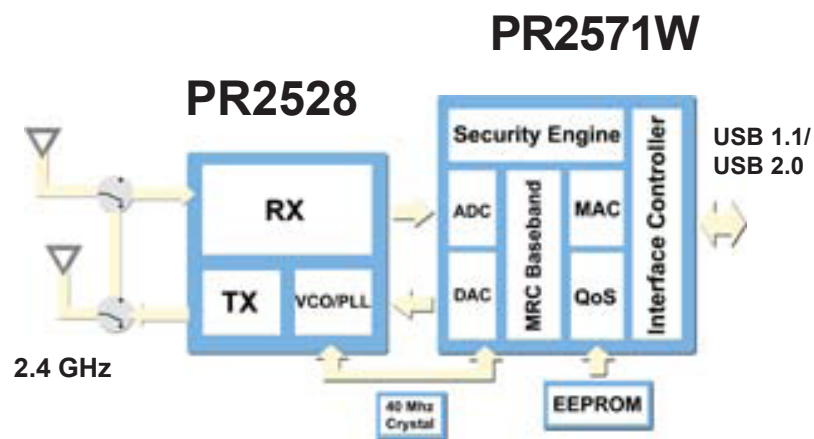 PR2571W
PR2528
Security Engine
Interface Controller
USB 1.1/
USB 2.0
RX
ADC
MRC Baseband
MAC
TX
VCO/PLL
DAC
QoS
2.4 GHz
40 Mhz
Crystal
EEPROM